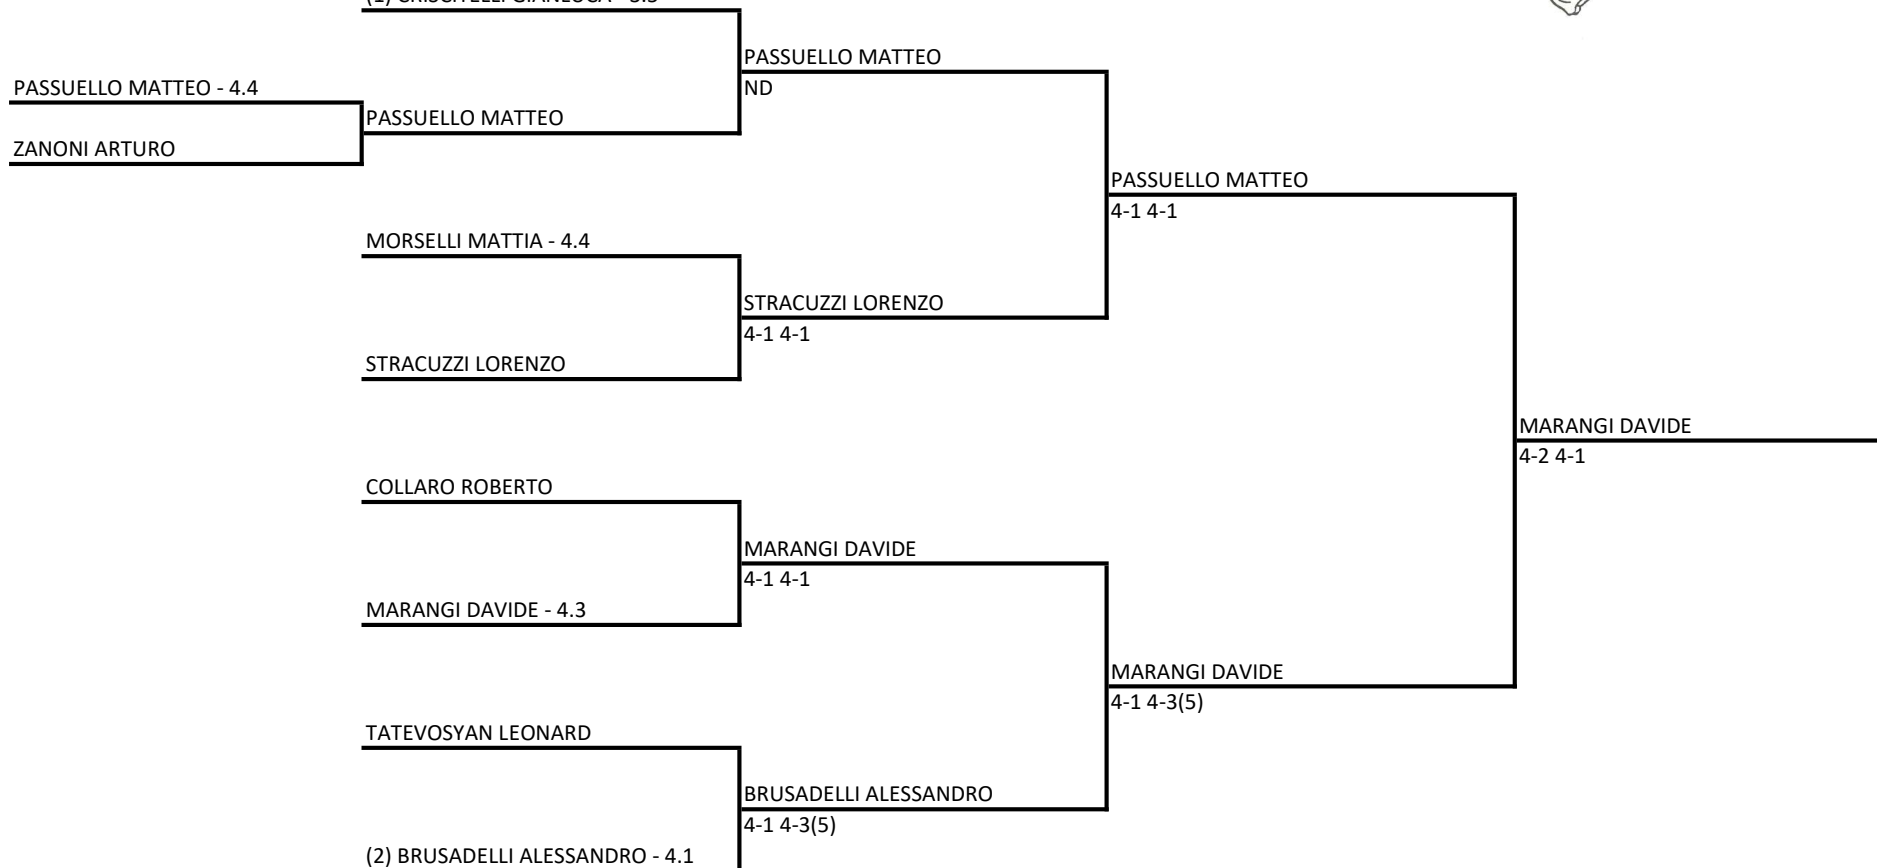 PASSUELLO MATTEO
PASSUELLO MATTEO - 4.4
ND
PASSUELLO MATTEO
ZANONI ARTURO
PASSUELLO MATTEO
4-1 4-1
MORSELLI MATTIA - 4.4
STRACUZZI LORENZO
4-1 4-1
STRACUZZI LORENZO
MARANGI DAVIDE
4-2 4-1
COLLARO ROBERTO
MARANGI DAVIDE
4-1 4-1
MARANGI DAVIDE - 4.3
MARANGI DAVIDE
4-1 4-3(5)
TATEVOSYAN LEONARD
BRUSADELLI ALESSANDRO
4-1 4-3(5)
(2) BRUSADELLI ALESSANDRO - 4.1